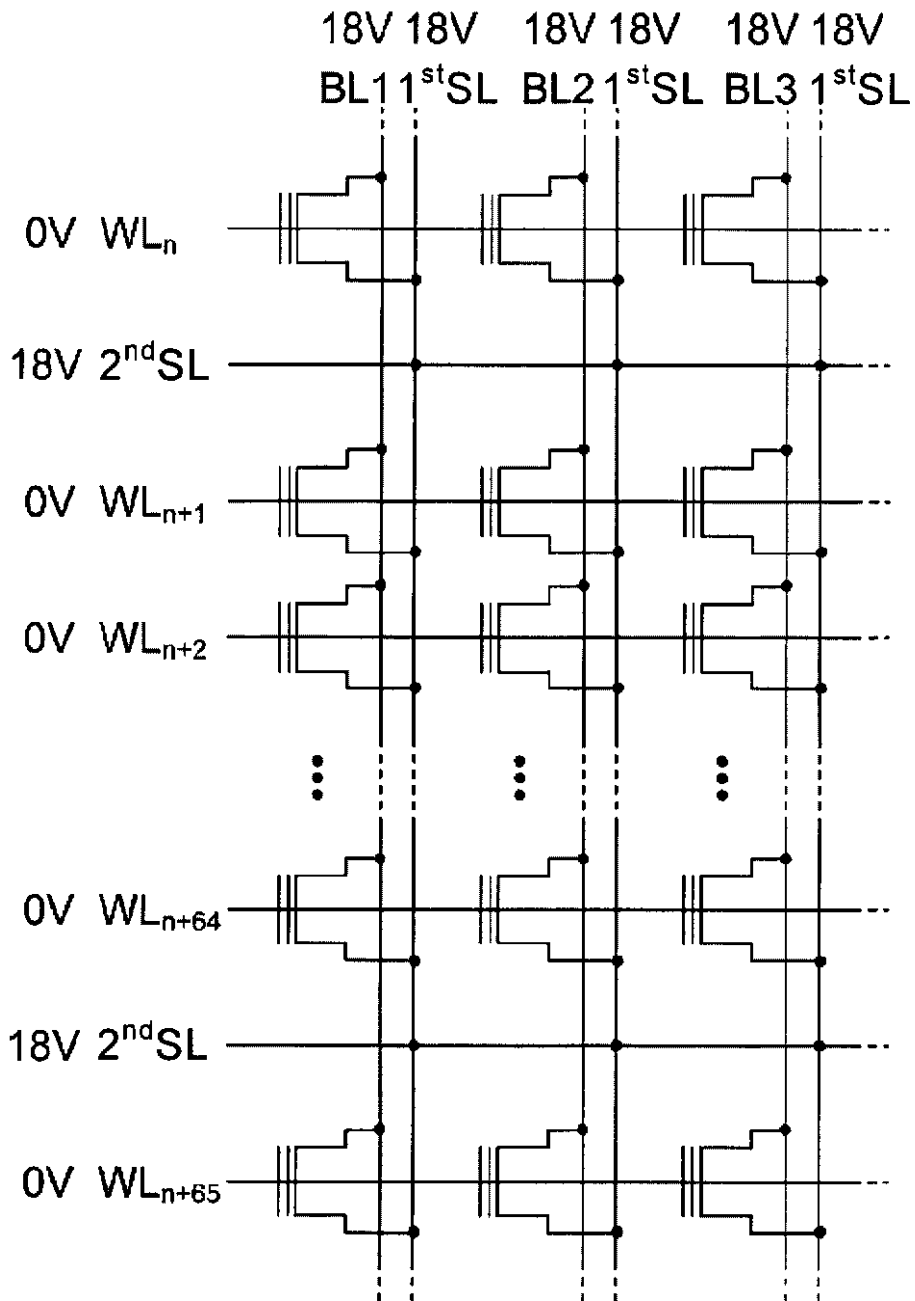 18V 18V 18V 18V 18V 18V
BL1 1stSL BL2 1stSL BL3 1stSL
0V WLn
18V 2ndSL
0V WLn+1
0V WLn+2
0V WLn+64
18V 2ndSL
0V WLn+65